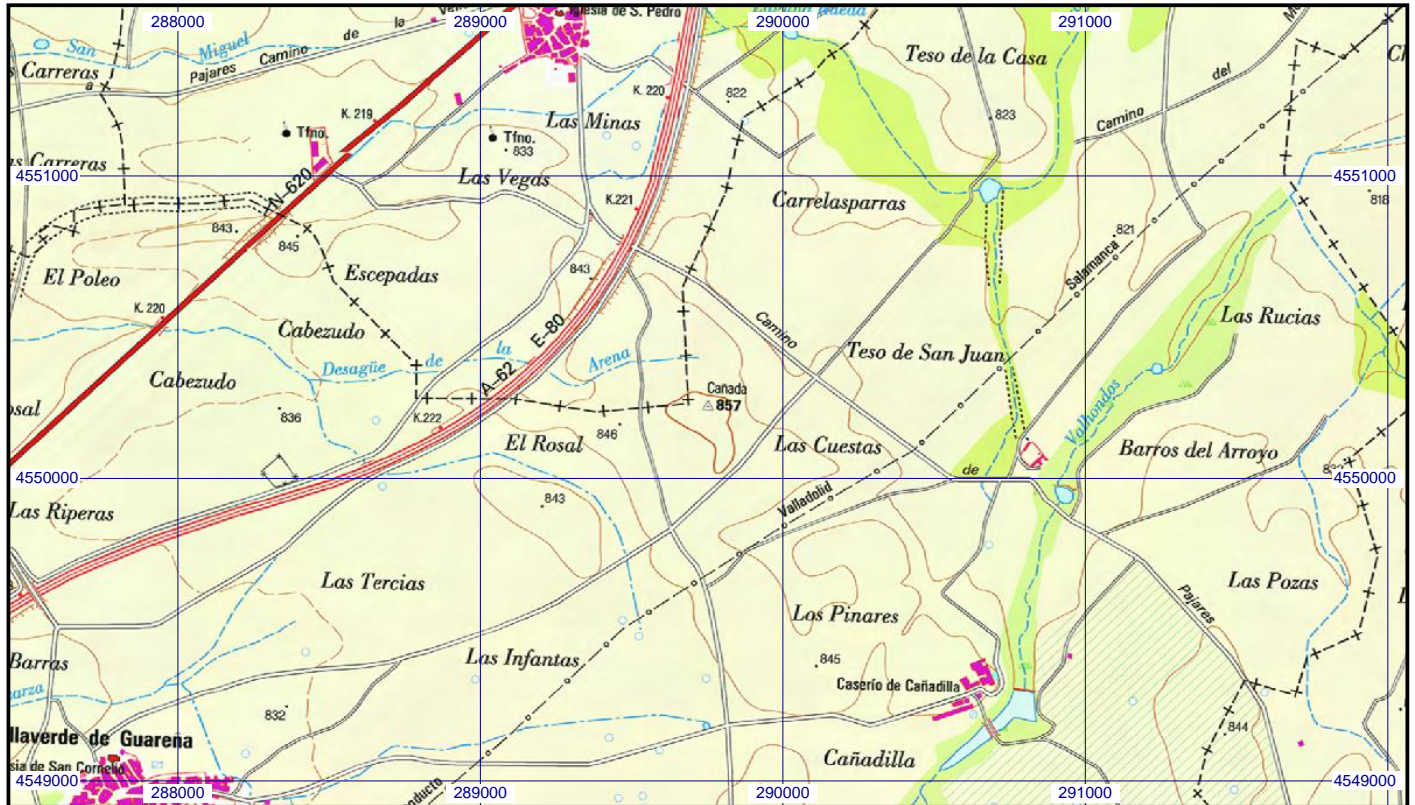 288000
289000
290000
291000
Iglesia de S. Pedro
San
Miguel
Camino
de
la
Pajares
s Carreras
a
Teso de la Casa
822
823
K. 220
del
Camino
K. 219
Las Minas
Tfno.
Tfno.
833
s Carreras
4551000
4551000
Las Vegas
N-620
K. 221
Carrelasparras
818
843
845
821
Salamanca
El Poleo
Escepadas
843
K. 220
Cabezudo
E-80
Camino
Las Rucias
Desagüe
de
la
Arena
Teso de San Juan
Cabezudo
A-62
Cañada
857
osal
836
K.222
846
El Rosal
Las Cuestas
Valhondos
Barros del Arroyo
4550000
4550000
de
843
Valladolid
Las Riperas
Las Tercias
Las Pozas
Pajares
Los Pinares
Barras
Las Infantas
845
Caserío de Cañadilla
arza
832
844
llaverde de Guareña
sia de San Cornelio
Cañadilla
4549000
4549000
ducto
288000
289000
290000
291000